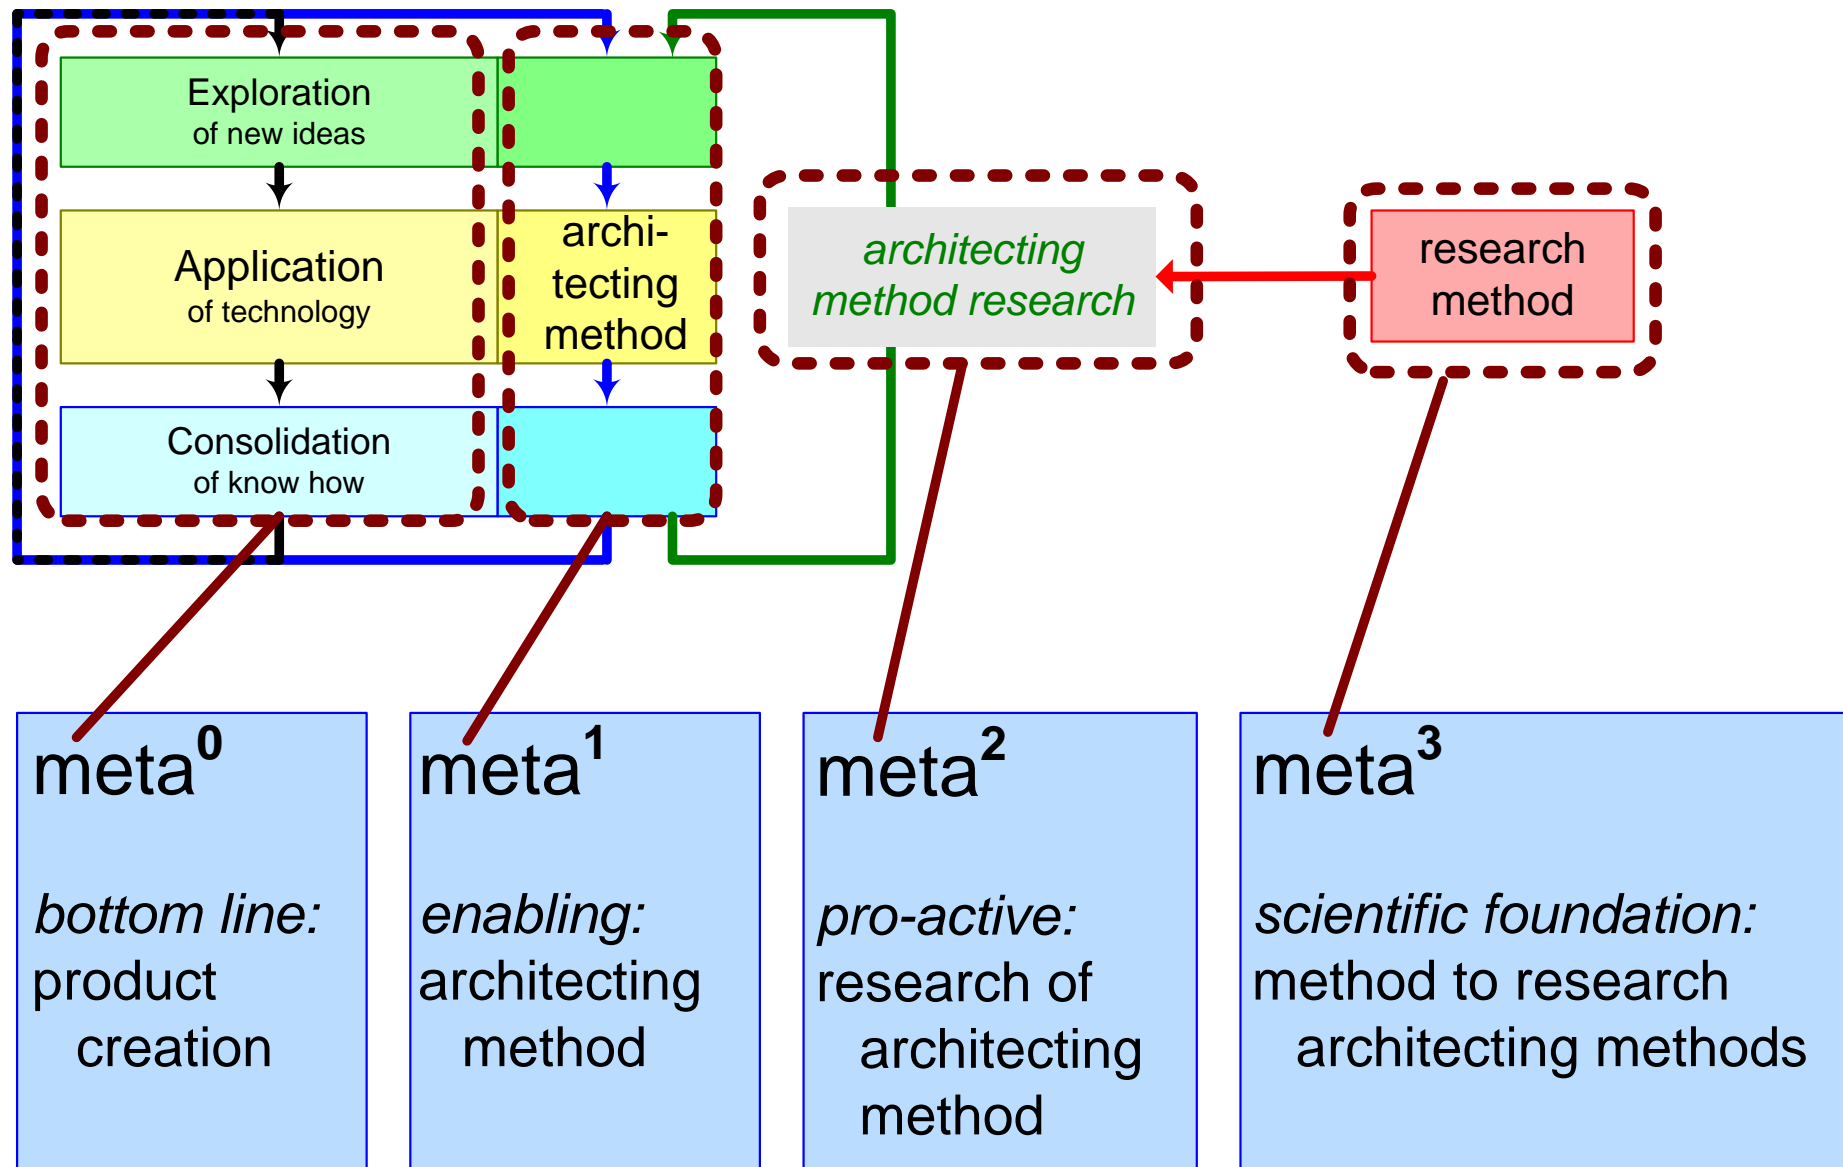 Exploration
of new ideas
Application
of technology
archi-
tecting
method
Consolidation
of know how
architecting
method research
research
method
meta⁰
bottom line:
product
creation
meta¹
enabling:
architecting
method
meta²
pro-active:
research of
architecting
method
meta³
scientific foundation:
method to research
architecting methods